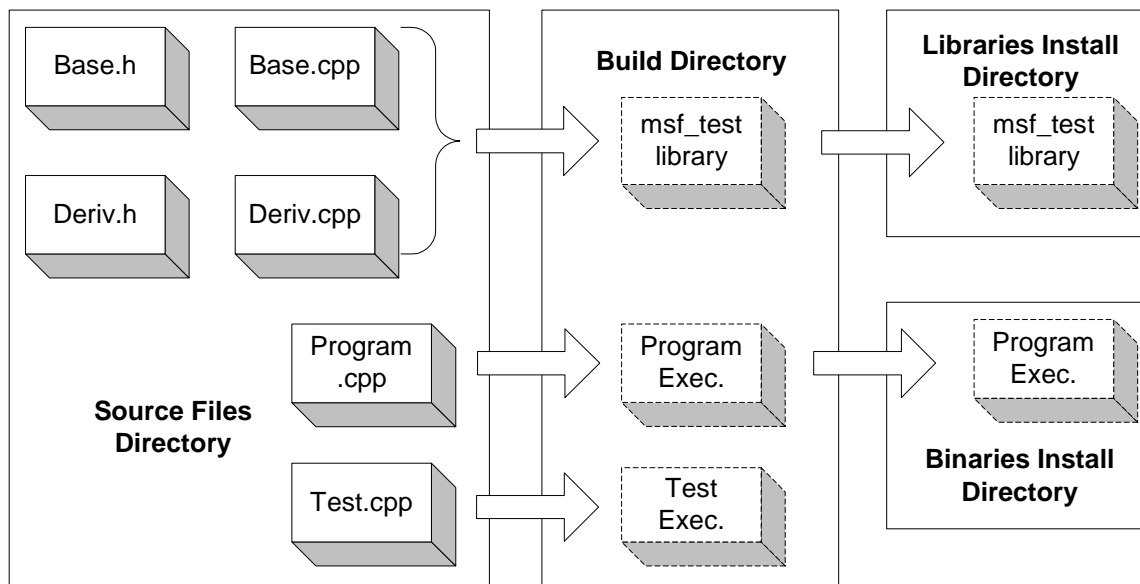 Base.h
Base.cpp
Deriv.h
Deriv.cpp
Program
.cpp
Source Files
Directory
Test.cpp
Build Directory
msf_test
library
Program
Exec.
Test
Exec.
Libraries Install
Directory
msf_test
library
Program
Exec.
Binaries Install
Directory